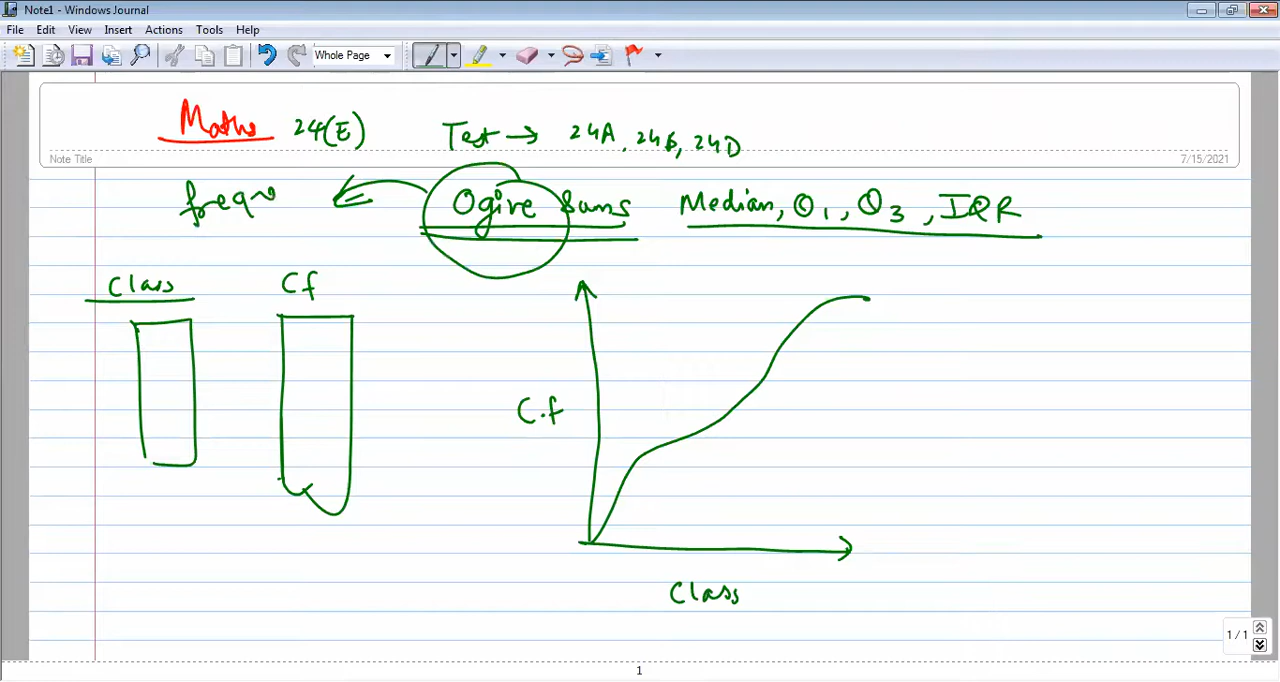 Note1 - Windows Journal
File Edit View Insert Actions Tools Help
Whole Page
Maths 24(E) Test → 24A, 24B, 24D
Note Title 7/15/2021
freqn Ogive Sums Median, Q1, Q3, IQR
Class Cf
C.f
Class
1/1
1